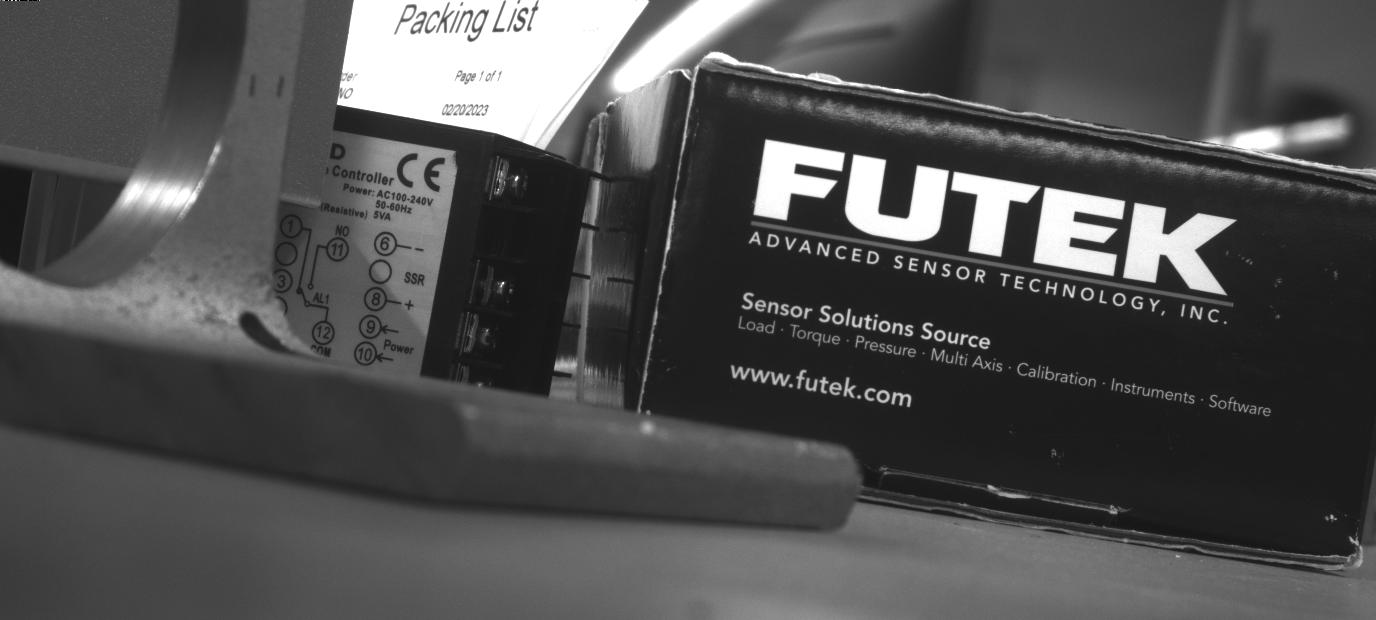 Packing List
Page 1 of 1
NO
02/20/2023
CE
Controller
Power: AC100-240V
50-60Hz
(Resistive) 5VA
1
NO
11
6 -
SSR
3
AL1
8 +
12
9
Power
COM
10
FUTEK
ADVANCED SENSOR TECHNOLOGY, INC.
Sensor Solutions Source
Load · Torque · Pressure · Multi Axis · Calibration · Instruments · Software
www.futek.com